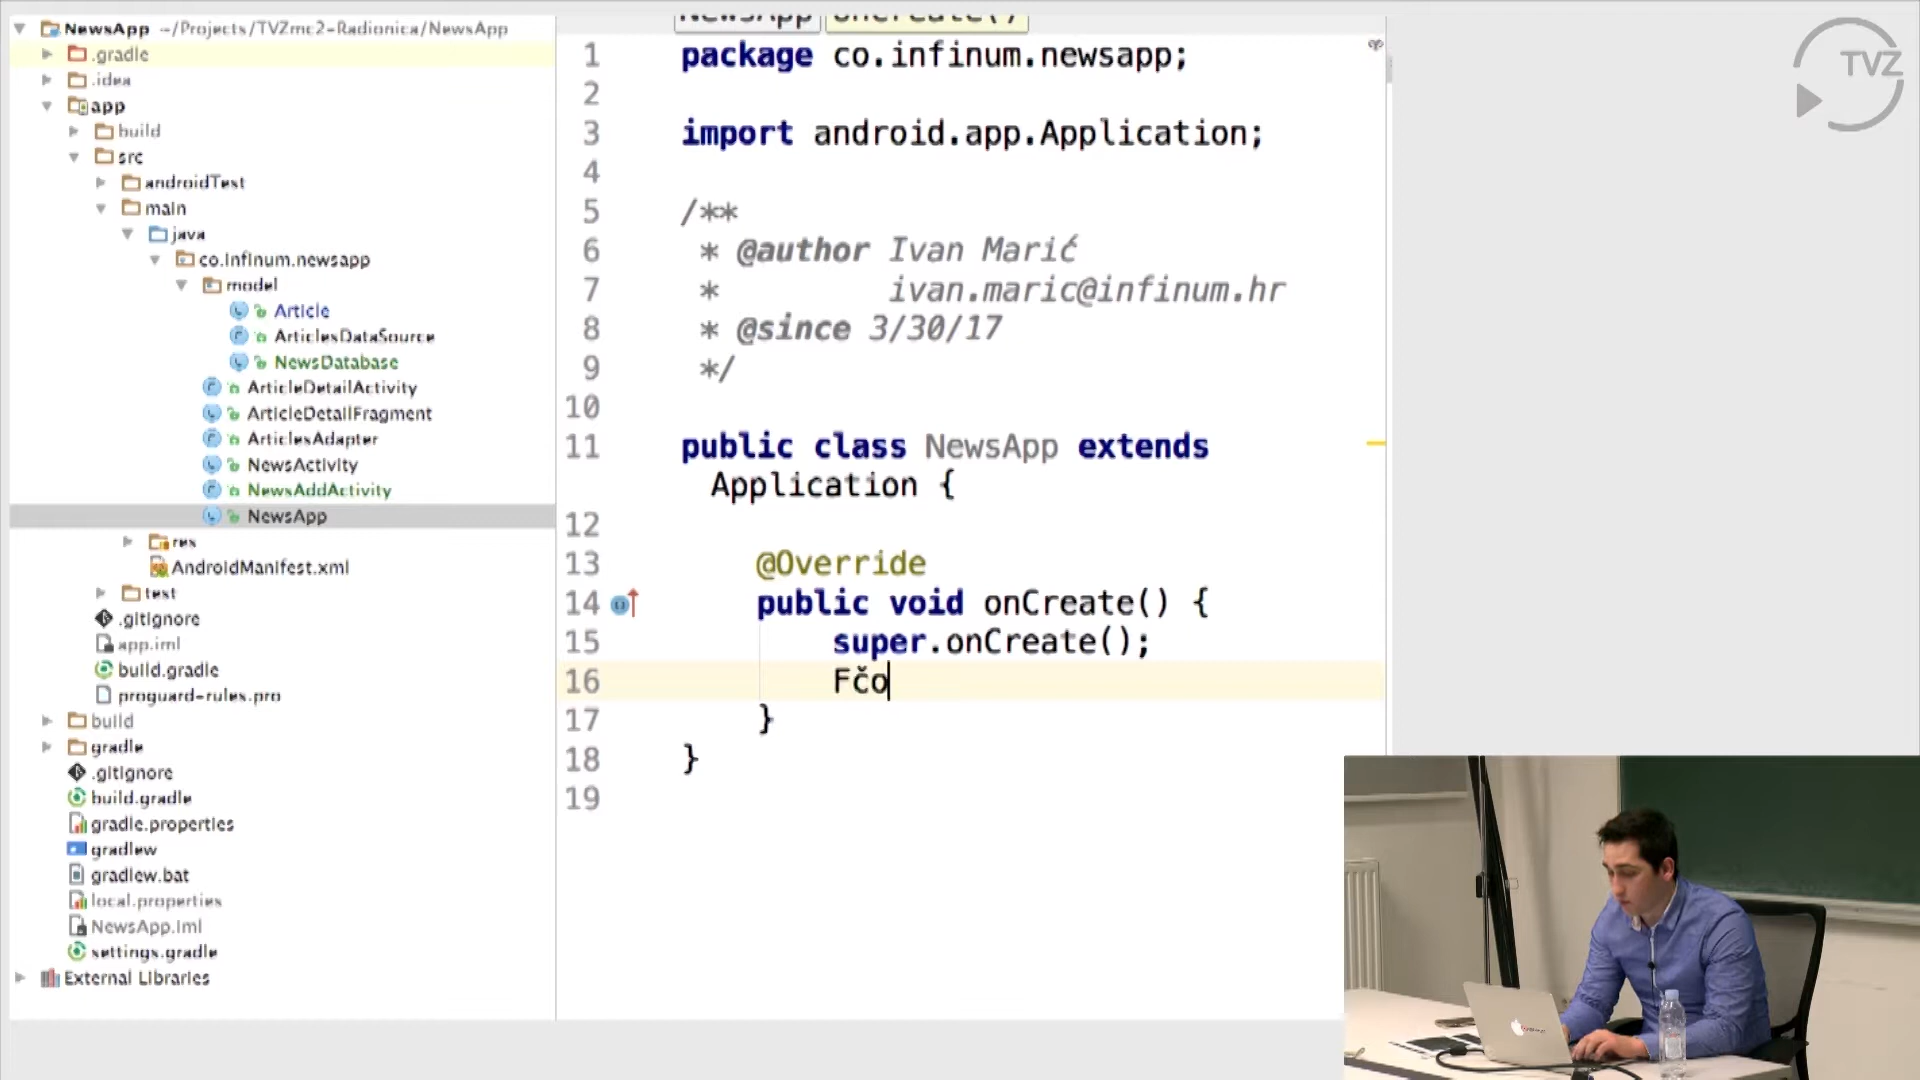 NewsApp ~/Projects/TVZmc2-Radionica/NewsApp
.gradle
.idea
app
build
src
androidTest
main
java
co.infinum.newsapp
model
Article
ArticlesDataSource
NewsDatabase
ArticleDetailActivity
ArticleDetailFragment
ArticlesAdapter
NewsActivity
NewsAddActivity
NewsApp
res
AndroidManifest.xml
test
.gitignore
app.iml
build.gradle
proguard-rules.pro
build
gradle
.gitignore
build.gradle
gradle.properties
gradlew
gradlew.bat
local.properties
NewsApp.iml
settings.gradle
External Libraries
NewsApp onCreate()
1 package co.infinum.newsapp;
2
3 import android.app.Application;
4
5 /**
6 * @author Ivan Marić
7 * ivan.maric@infinum.hr
8 * @since 3/30/17
9 */
10
11 public class NewsApp extends
Application {
12
13 @Override
14 public void onCreate() {
15 super.onCreate();
16 Fčo
17 }
18 }
19
TVZ